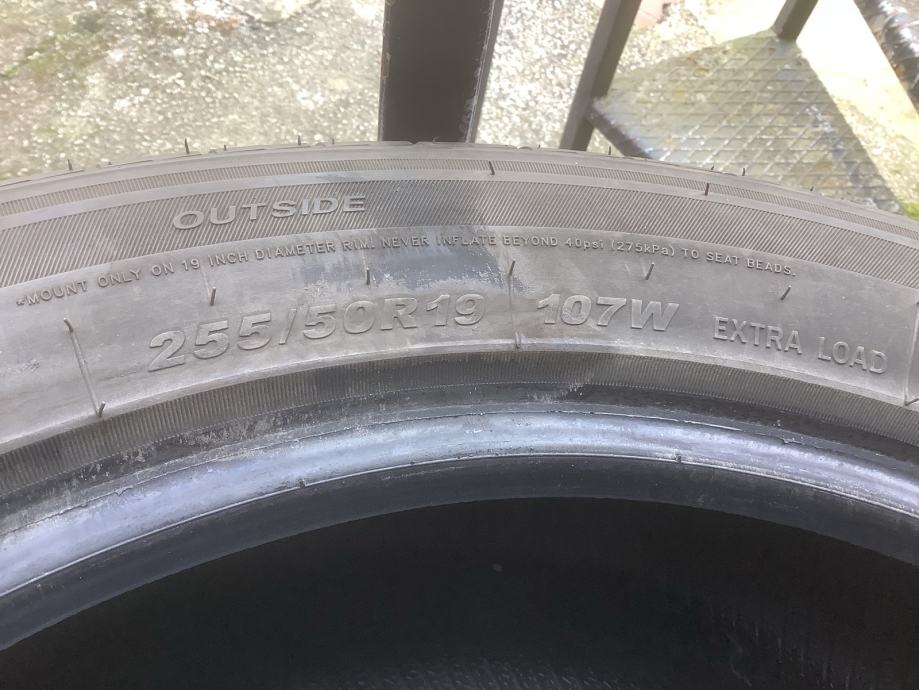 OUTSIDE
*MOUNT ONLY ON 19 INCH DIAMETER RIM. NEVER INFLATE BEYOND 40psi (275kPa) TO SEAT BEADS.
255/50R19 107W EXTRA LOAD